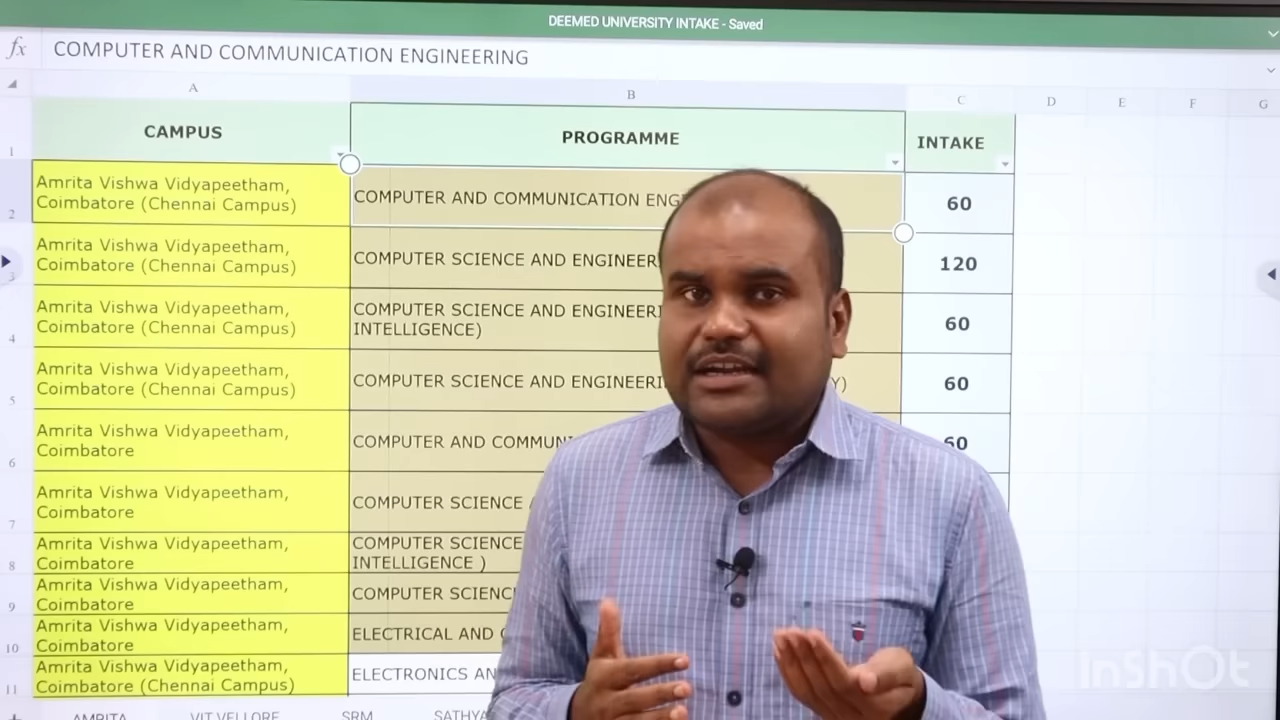 DEEMED UNIVERSITY INTAKE - Saved
fx COMPUTER AND COMMUNICATION ENGINEERING
A B C D E F G
1 CAMPUS PROGRAMME INTAKE
2 Amrita Vishwa Vidyapeetham,
Coimbatore (Chennai Campus)
COMPUTER AND COMMUNICATION ENG
60
3 Amrita Vishwa Vidyapeetham,
Coimbatore (Chennai Campus)
COMPUTER SCIENCE AND ENGINEER
120
4 Amrita Vishwa Vidyapeetham,
Coimbatore (Chennai Campus)
COMPUTER SCIENCE AND ENGINEERI
INTELLIGENCE)
60
5 Amrita Vishwa Vidyapeetham,
Coimbatore (Chennai Campus)
COMPUTER SCIENCE AND ENGINEERI Y)
60
6 Amrita Vishwa Vidyapeetham,
Coimbatore
COMPUTER AND COMMUN
60
7 Amrita Vishwa Vidyapeetham,
Coimbatore
COMPUTER SCIENCE
8 Amrita Vishwa Vidyapeetham,
Coimbatore
COMPUTER SCIENCE
INTELLIGENCE )
9 Amrita Vishwa Vidyapeetham,
Coimbatore
COMPUTER SCIENC
10 Amrita Vishwa Vidyapeetham,
Coimbatore
ELECTRICAL AND
11 Amrita Vishwa Vidyapeetham,
Coimbatore (Chennai Campus)
ELECTRONICS AN
InShOt
AMRITA VIT VELLORE SRM SATHYA